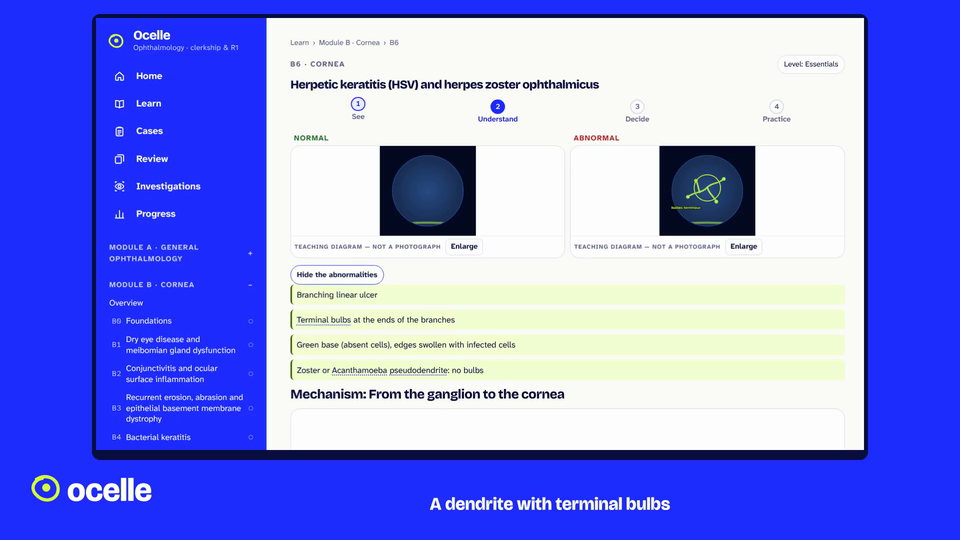 Ocelle
Ophthalmology · clerkship & R1
Home
Learn
Cases
Review
Investigations
Progress
MODULE A · GENERAL
OPHTHALMOLOGY
+
MODULE B · CORNEA
–
Overview
B0 Foundations
B1 Dry eye disease and
meibomian gland dysfunction
B2 Conjunctivitis and ocular
surface inflammation
B3 Recurrent erosion, abrasion and
epithelial basement membrane
dystrophy
B4 Bacterial keratitis
Learn › Module B · Cornea › B6
B6 · CORNEA
Level: Essentials
Herpetic keratitis (HSV) and herpes zoster ophthalmicus
1 See
2 Understand
3 Decide
4 Practice
NORMAL
TEACHING DIAGRAM — NOT A PHOTOGRAPH Enlarge
ABNORMAL
TEACHING DIAGRAM — NOT A PHOTOGRAPH Enlarge
Hide the abnormalities
Branching linear ulcer
Terminal bulbs at the ends of the branches
Green base (absent cells), edges swollen with infected cells
Zoster or Acanthamoeba pseudodendrite: no bulbs
Mechanism: From the ganglion to the cornea
ocelle
A dendrite with terminal bulbs